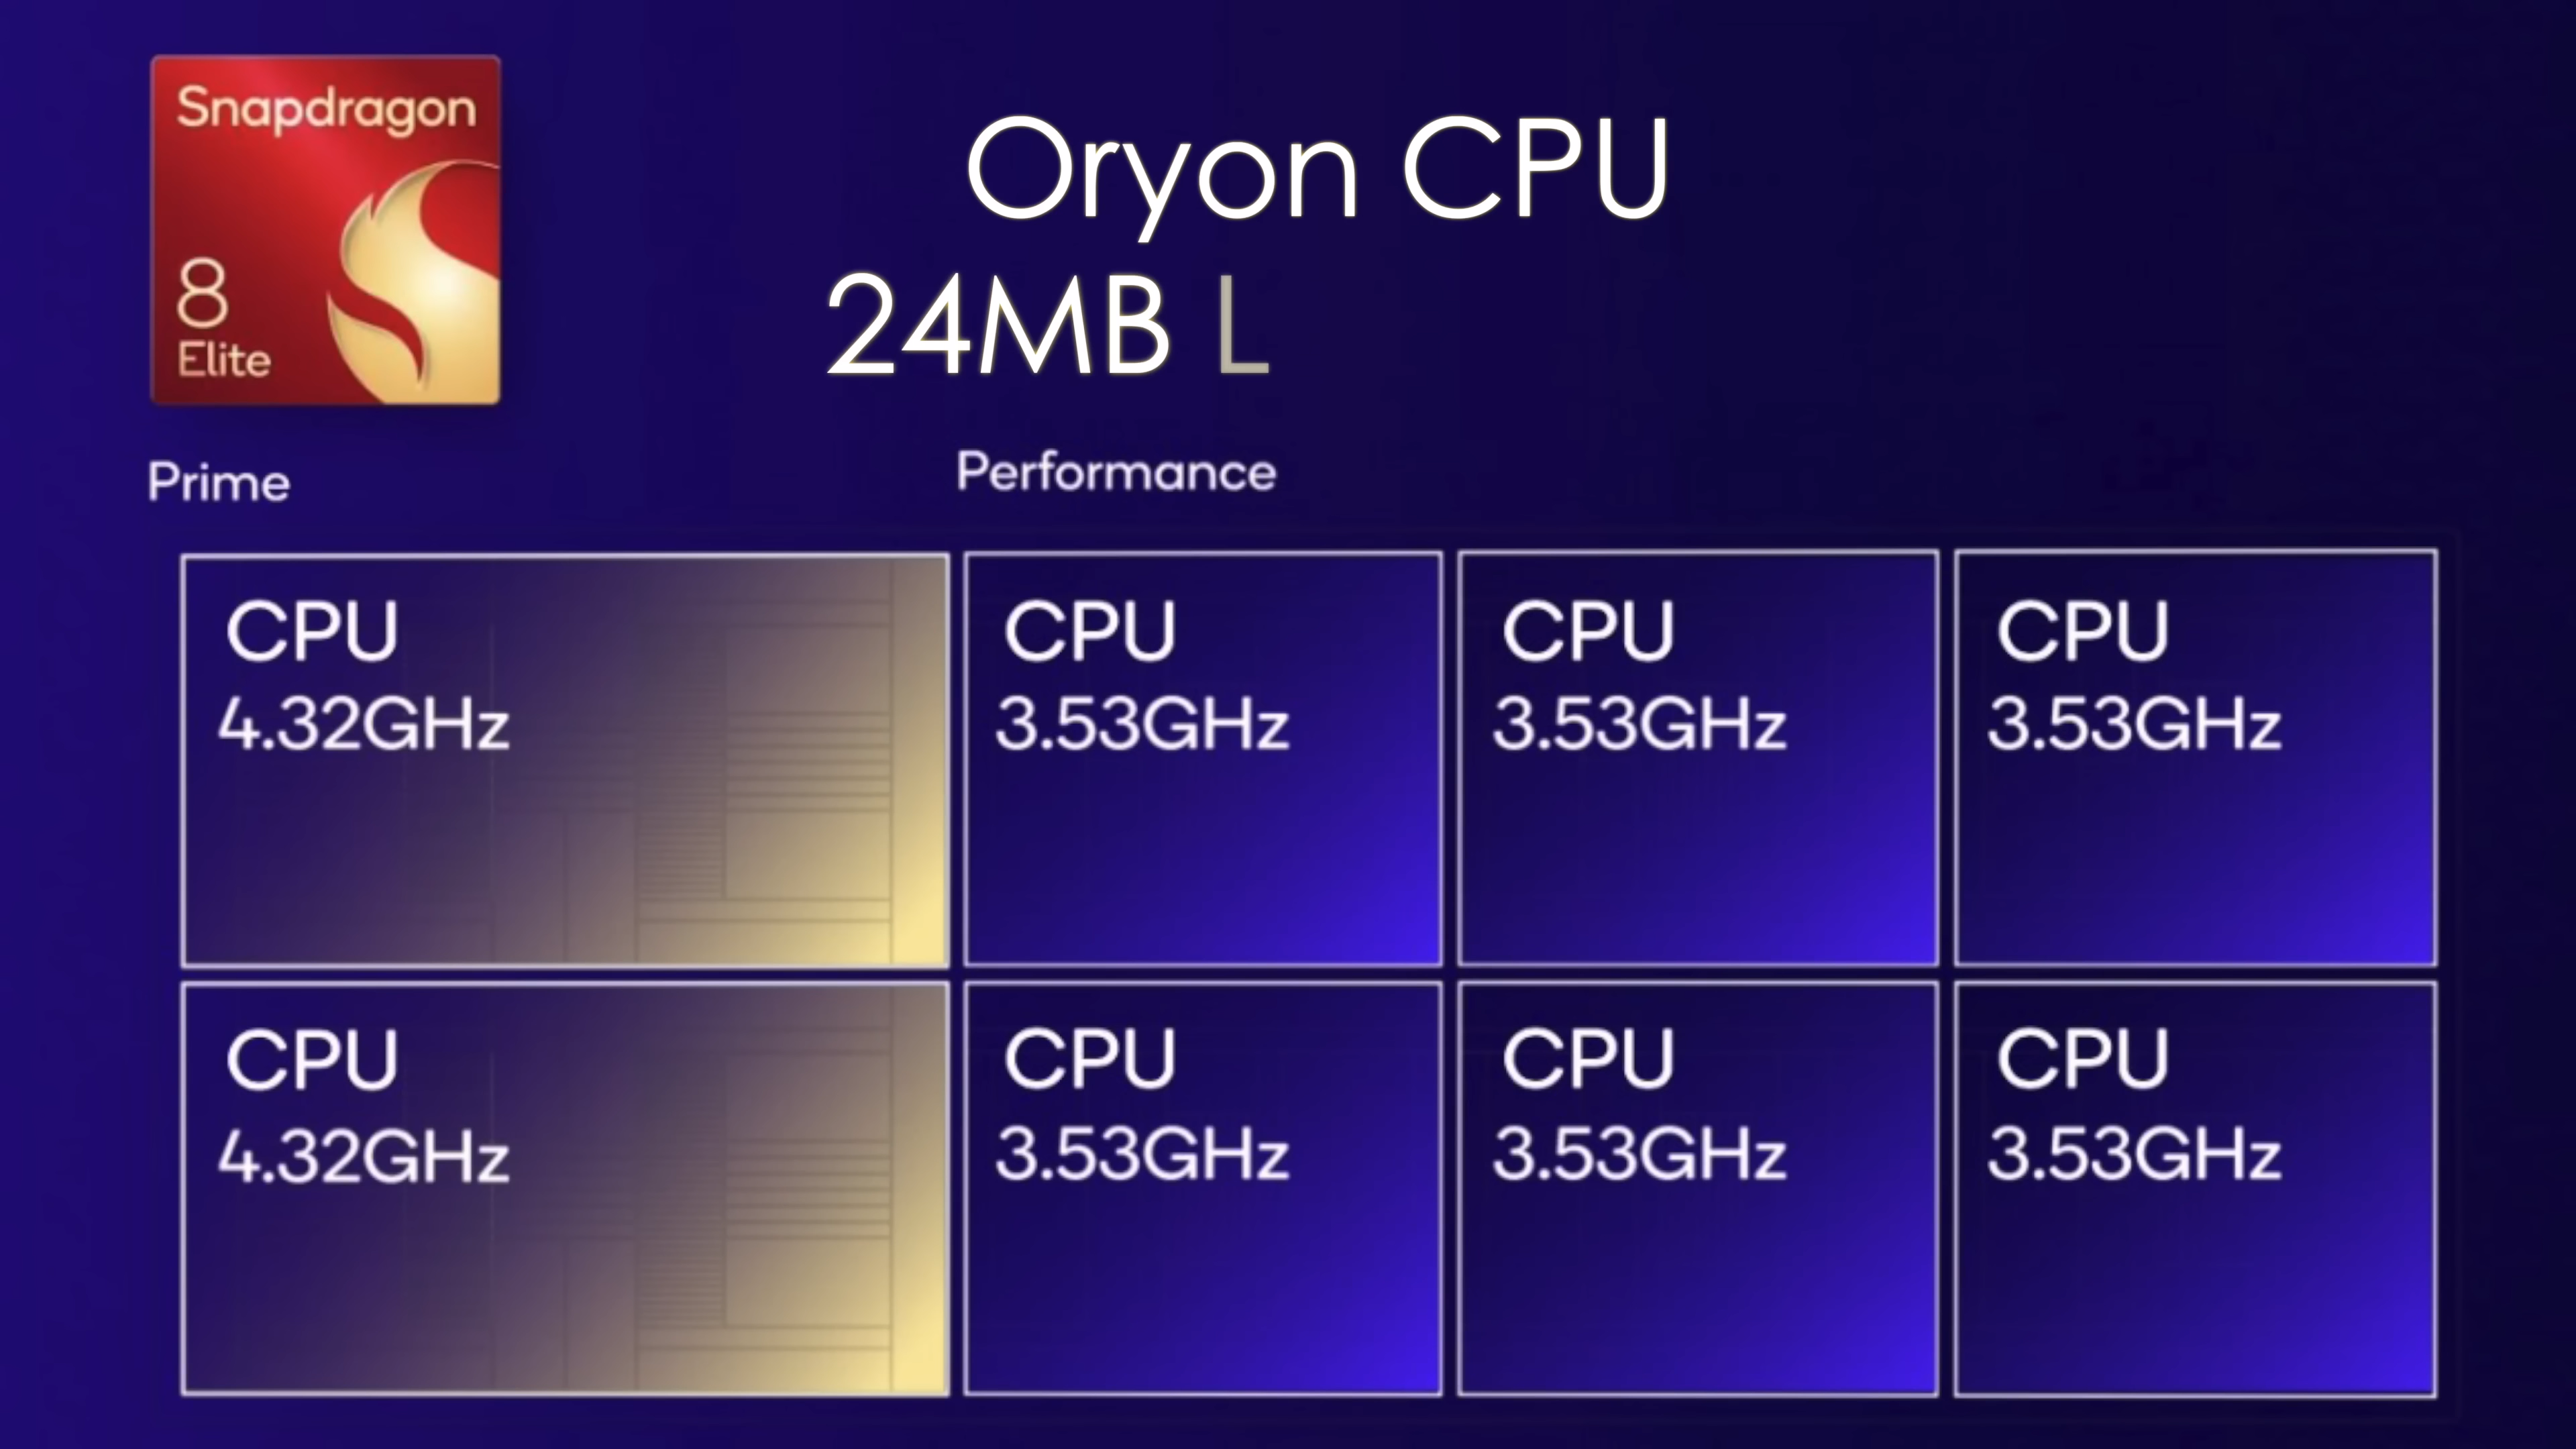 Snapdragon
8
Elite
Oryon CPU
24MB L
Prime
Performance
CPU
4.32GHz
CPU
3.53GHz
CPU
3.53GHz
CPU
3.53GHz
CPU
4.32GHz
CPU
3.53GHz
CPU
3.53GHz
CPU
3.53GHz